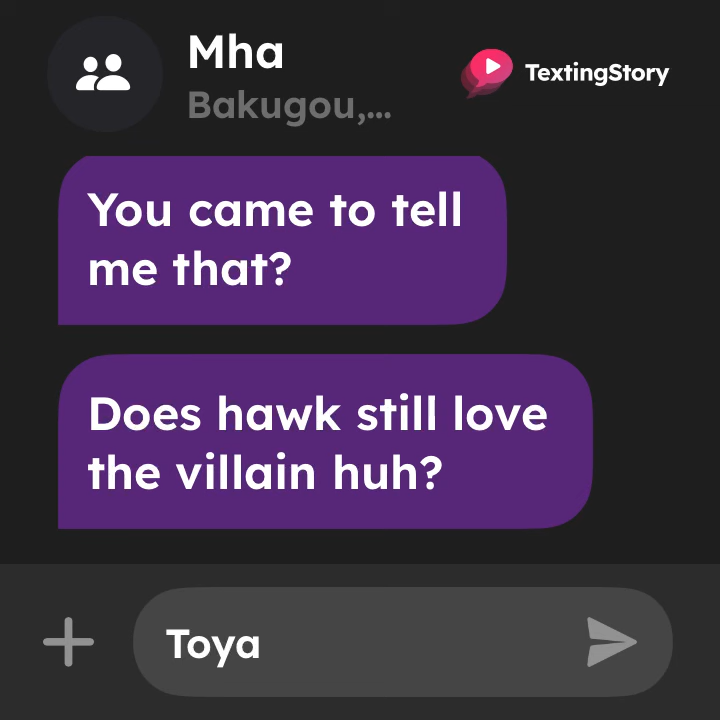 Mha
Bakugou,...
TextingStory
You came to tell
me that?
Does hawk still love
the villain huh?
Toya